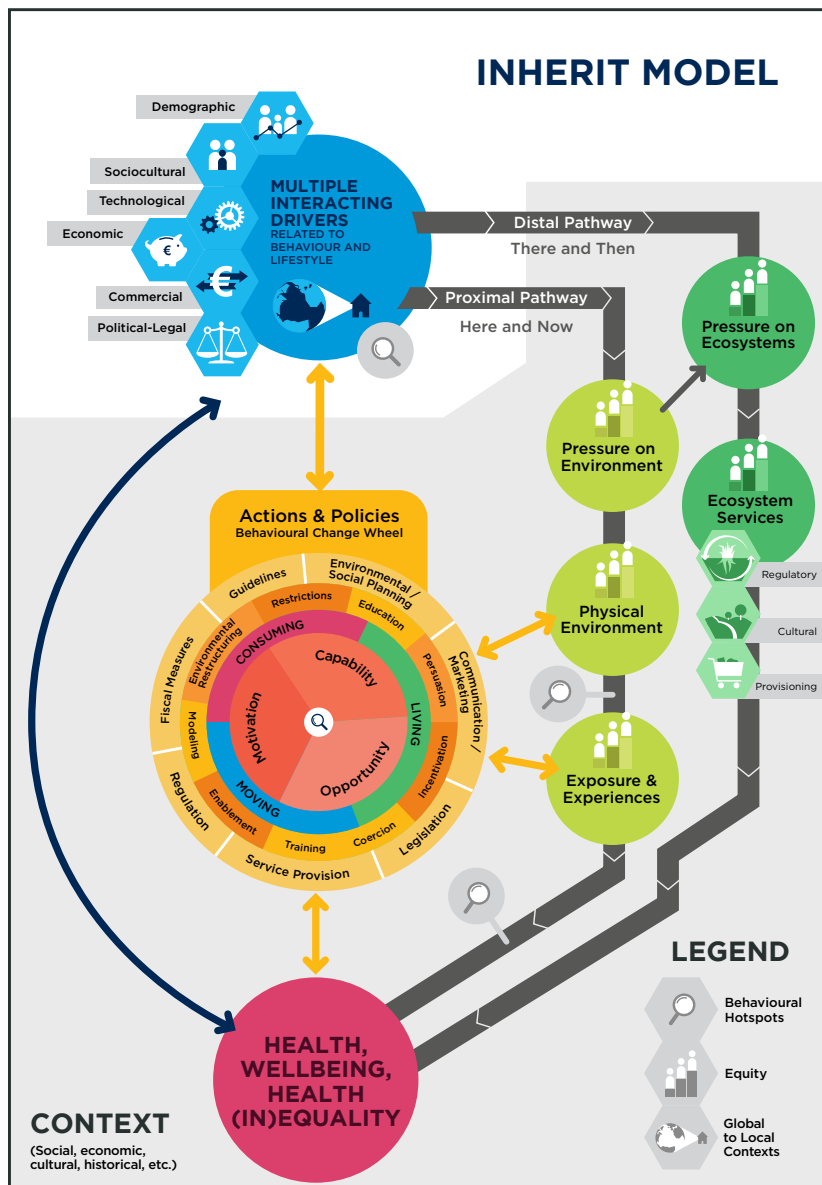 INHERIT MODEL
Demographic
Sociocultural
Technological
Economic
Commercial
Political-Legal
€
€
MULTIPLE
INTERACTING
DRIVERS
RELATED TO
BEHAVIOUR AND
LIFESTYLE
Distal Pathway
There and Then
Proximal Pathway
Here and Now
Pressure on
Ecosystems
Pressure on
Environment
Ecosystem
Services
Regulatory
Cultural
Provisioning
Physical
Environment
Exposure &
Experiences
Actions & Policies
Behavioural Change Wheel
Guidelines
Environmental /
Social Planning
Communication /
Marketing
Legislation
Service Provision
Regulation
Fiscal Measures
Restrictions
Education
Persuasion
Incentivation
Coercion
Training
Enablement
Modeling
Environmental
Restructuring
CONSUMING
LIVING
MOVING
Capability
Opportunity
Motivation
HEALTH,
WELLBEING,
HEALTH
(IN)EQUALITY
CONTEXT
(Social, economic,
cultural, historical, etc.)
LEGEND
Behavioural
Hotspots
Equity
Global
to Local
Contexts